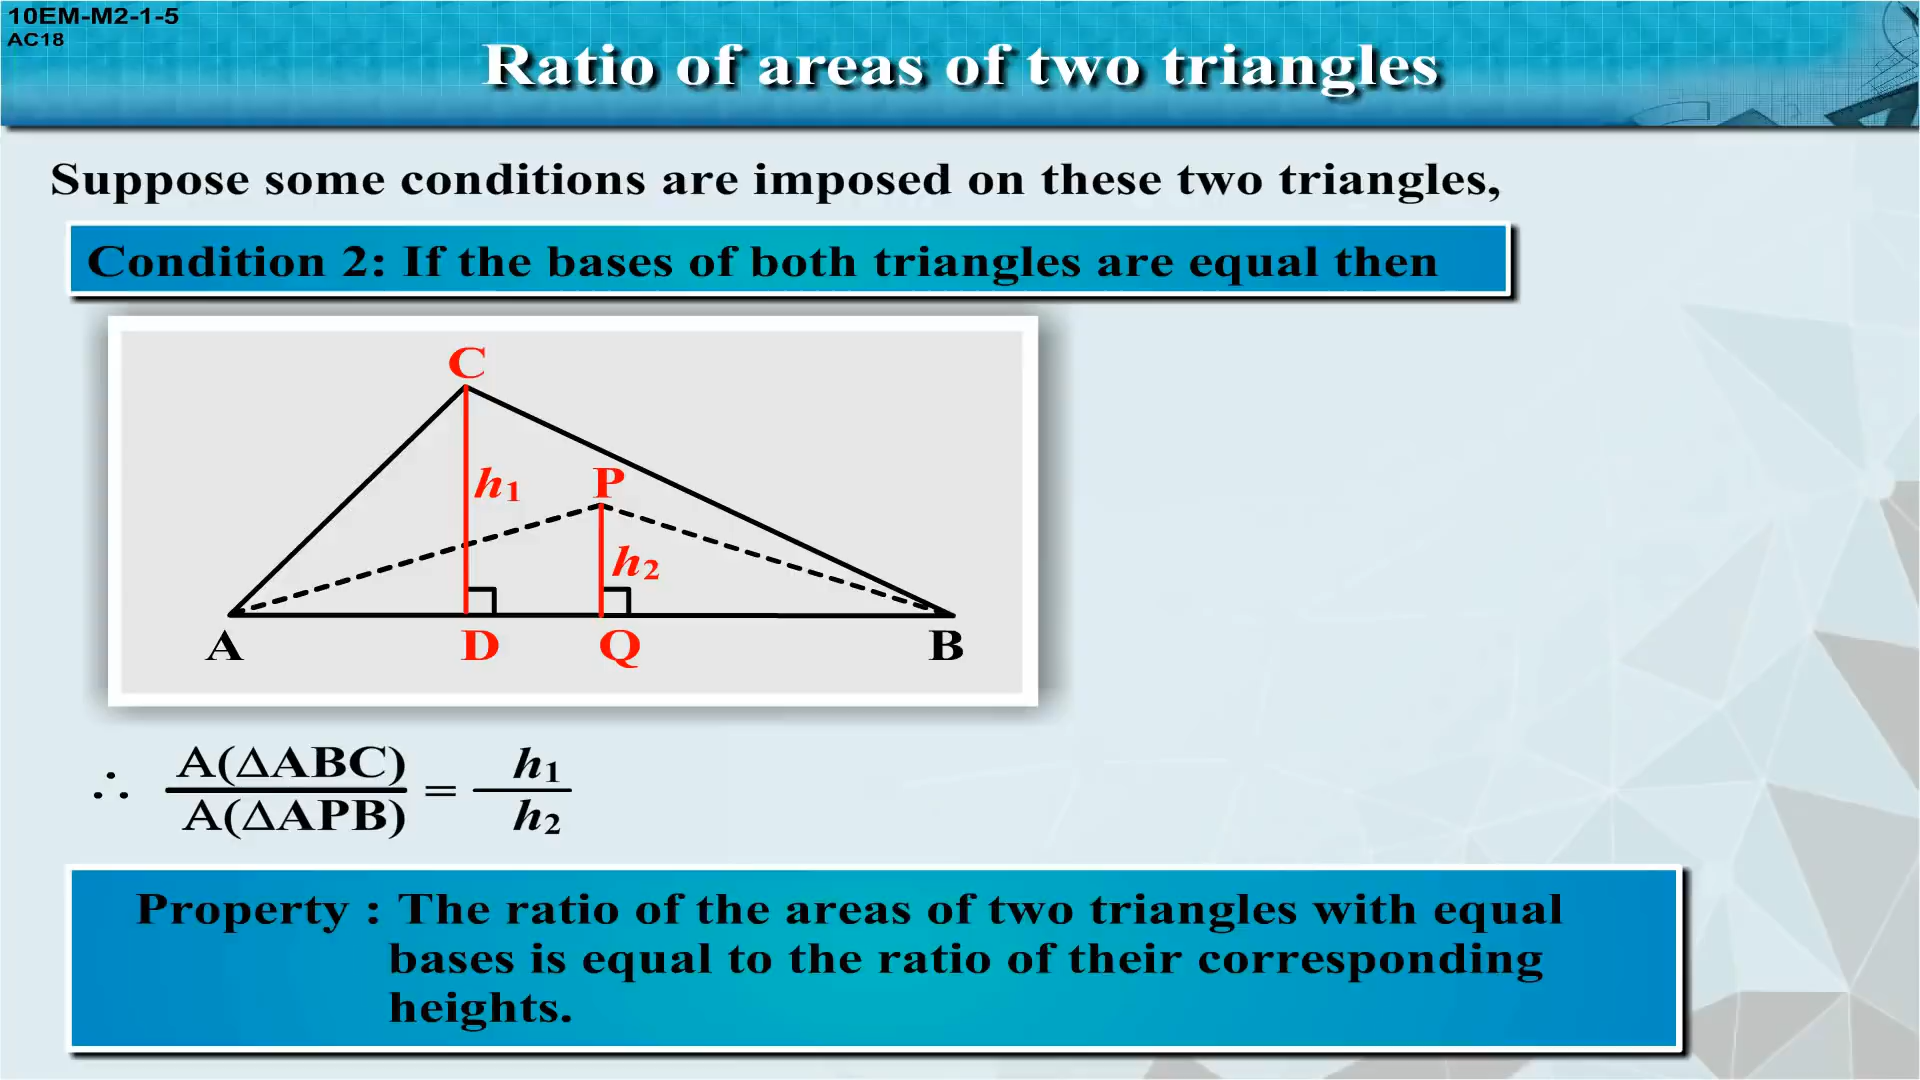 10EM-M2-1-5
AC18
Ratio of areas of two triangles
Suppose some conditions are imposed on these two triangles,
Condition 2: If the bases of both triangles are equal then
C
h₁
P
h₂
A
D
Q
B
∴ A(ΔABC)/A(ΔAPB) = h₁/h₂
Property : The ratio of the areas of two triangles with equal
bases is equal to the ratio of their corresponding
heights.